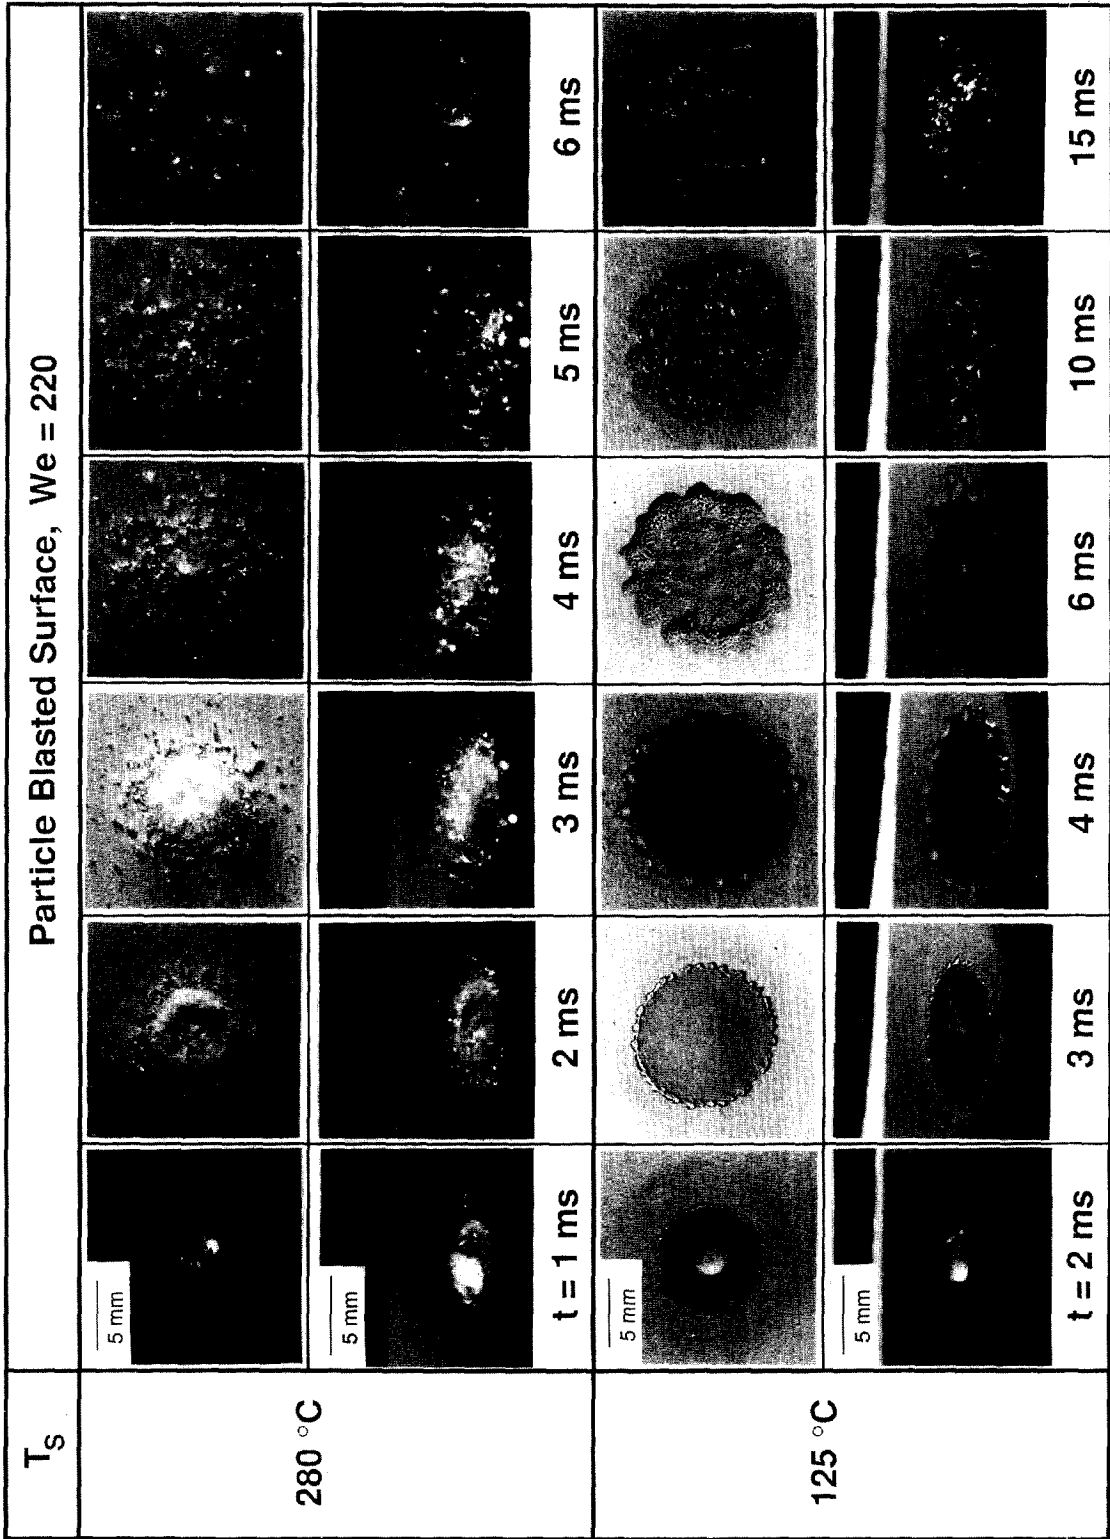 Particle Blasted Surface, We = 220
T_S
280 °C
5 mm
5 mm
t = 1 ms
2 ms
3 ms
4 ms
5 ms
6 ms
125 °C
5 mm
5 mm
t = 2 ms
3 ms
4 ms
6 ms
10 ms
15 ms